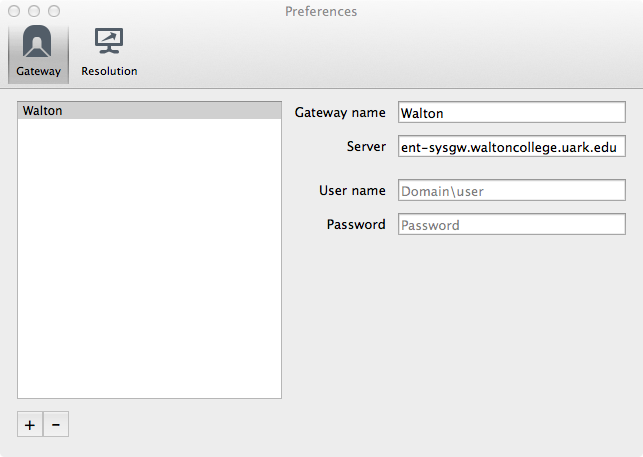 Preferences
Gateway
Resolution
Walton
Gateway name
Walton
Server
ent-sysgw.waltoncollege.uark.edu
User name
Domain\user
Password
Password
+ -